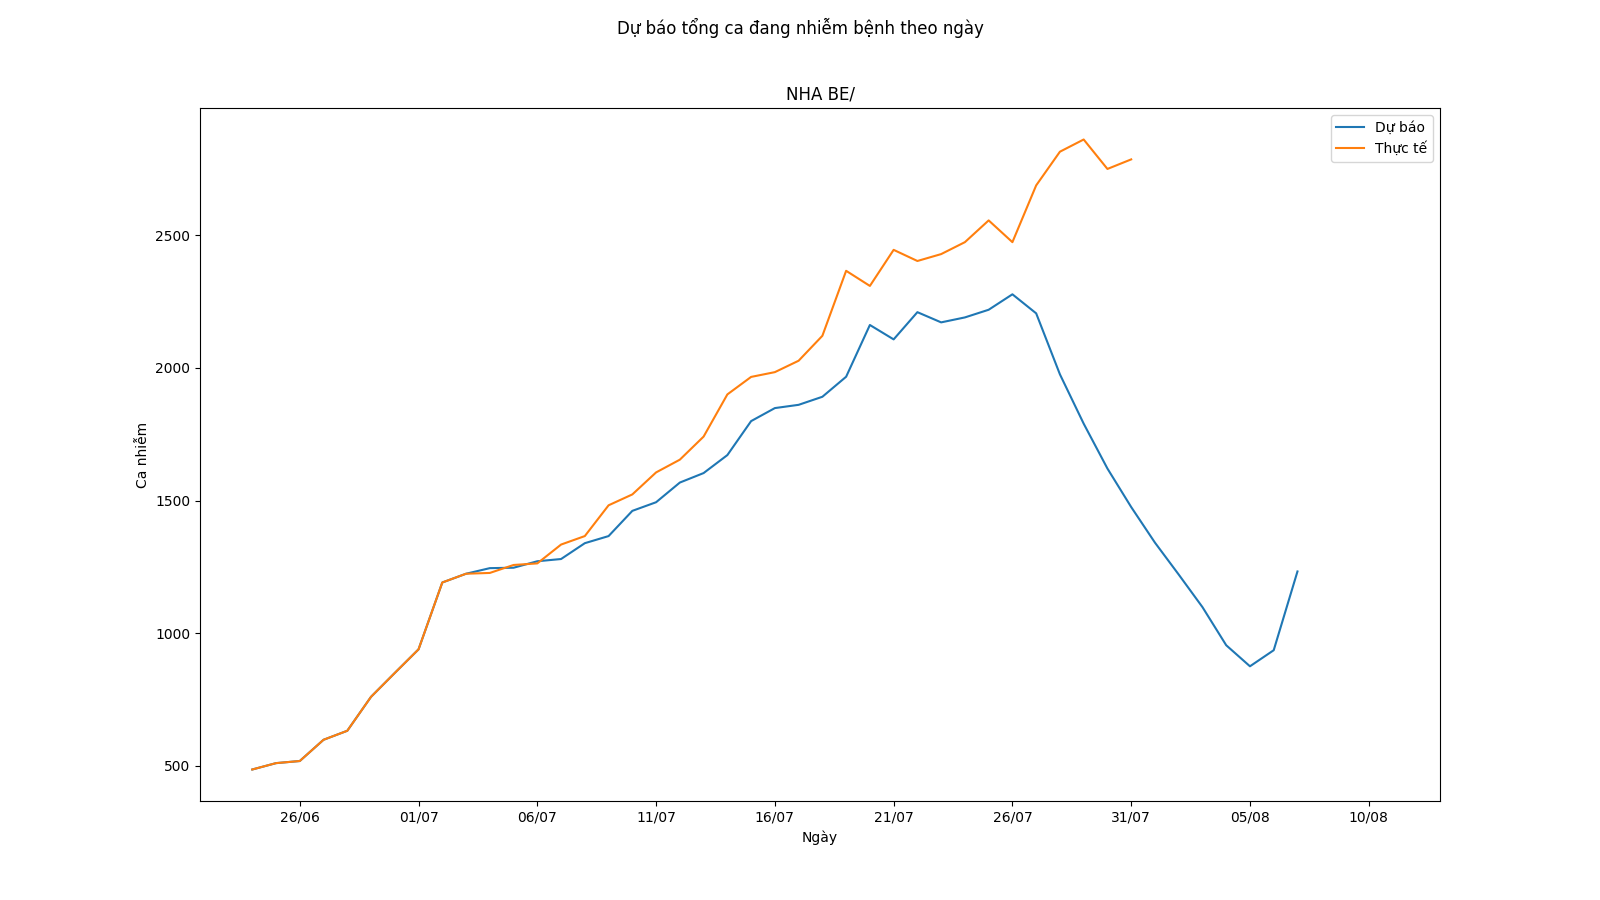 Dự báo tổng ca đang nhiễm bệnh theo ngày
NHA BE/
Dự báo
Thực tế
2500
2000
1500
1000
500
Ca nhiễm
26/06 01/07 06/07 11/07 16/07 21/07 26/07 31/07 05/08 10/08
Ngày